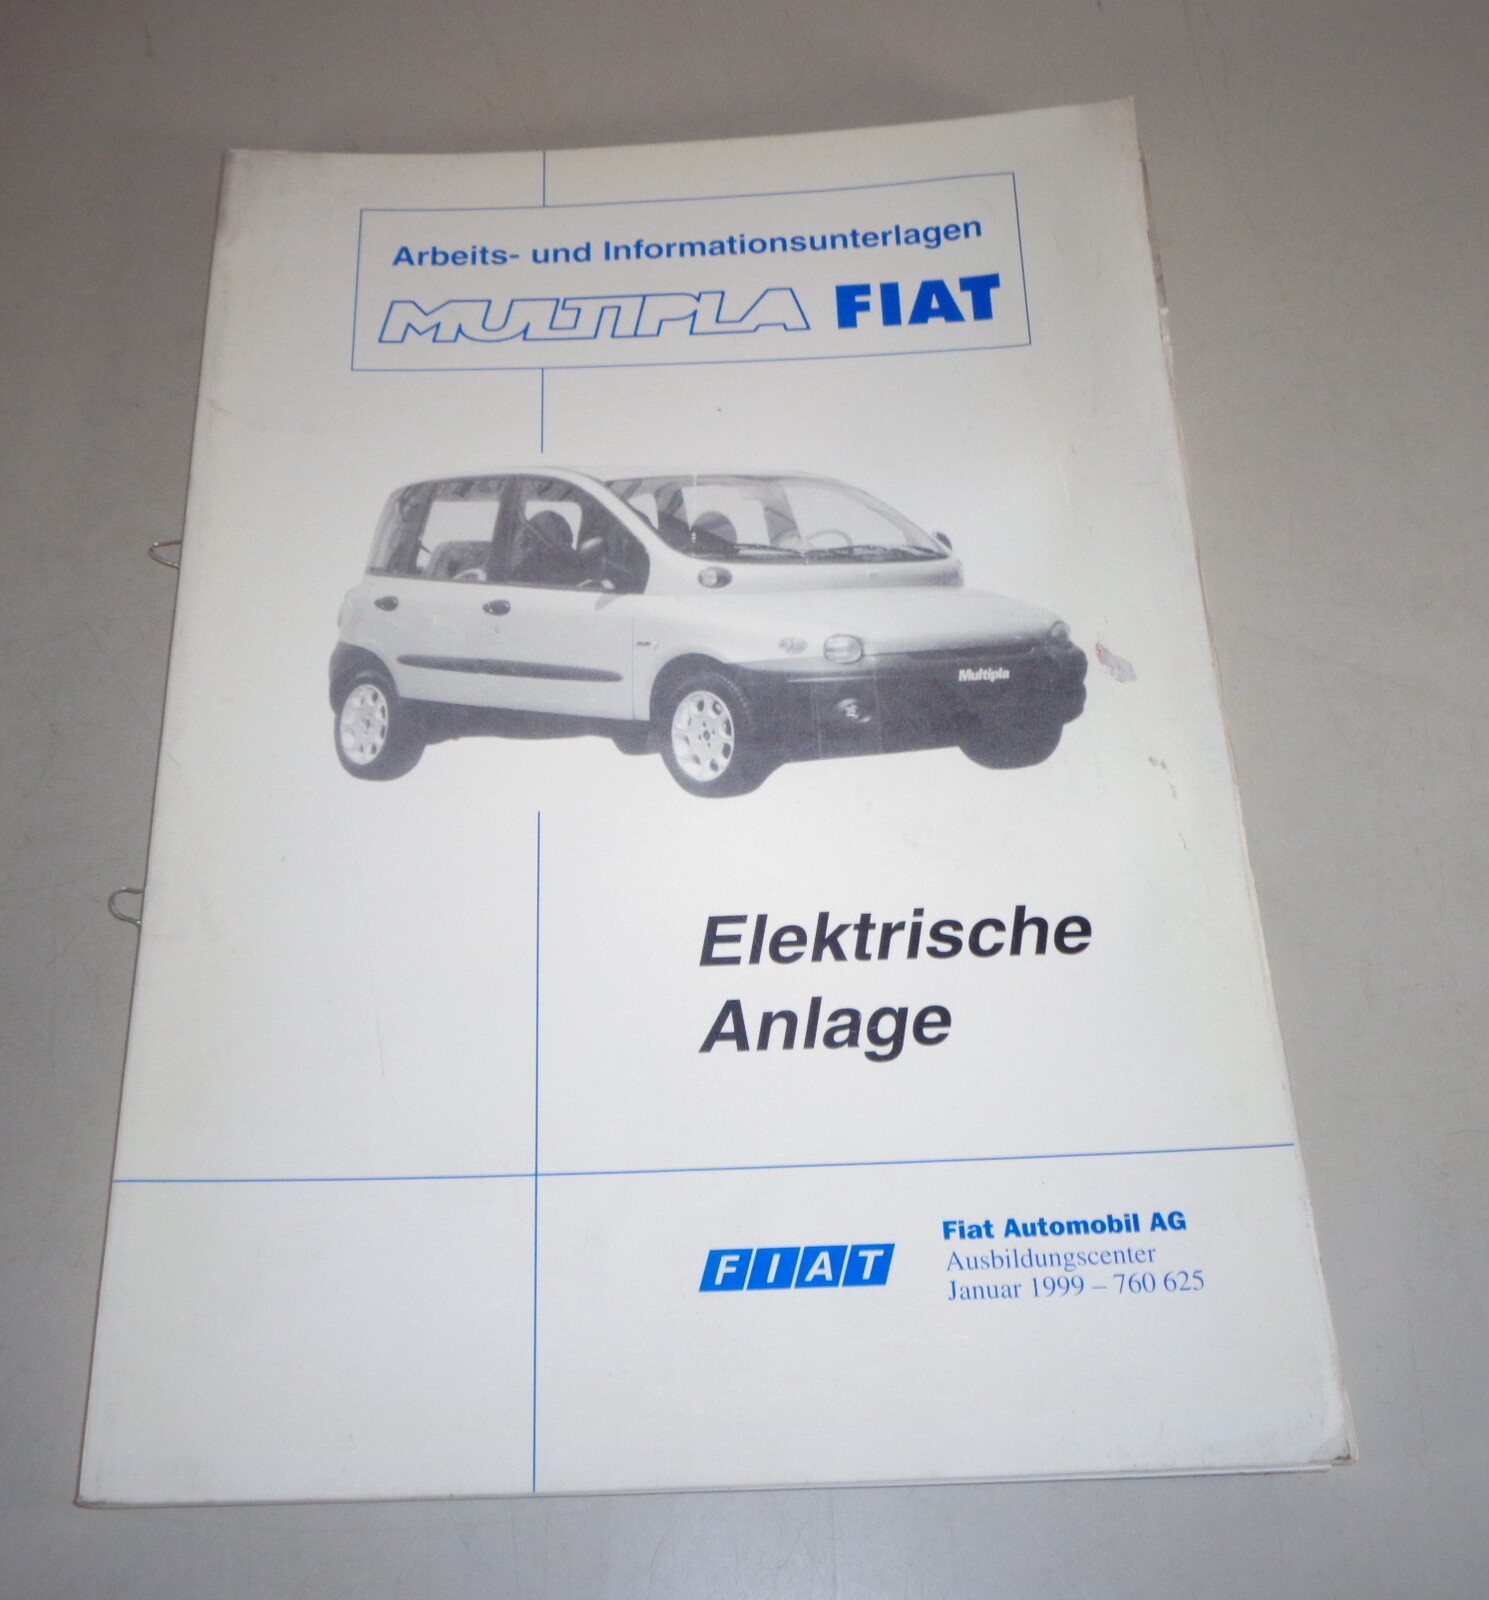 Arbeits- und Informationsunterlagen
MULTIPLA FIAT
Multipla
Elektrische
Anlage
FIAT
Fiat Automobil AG
Ausbildungscenter
Januar 1999 – 760 625